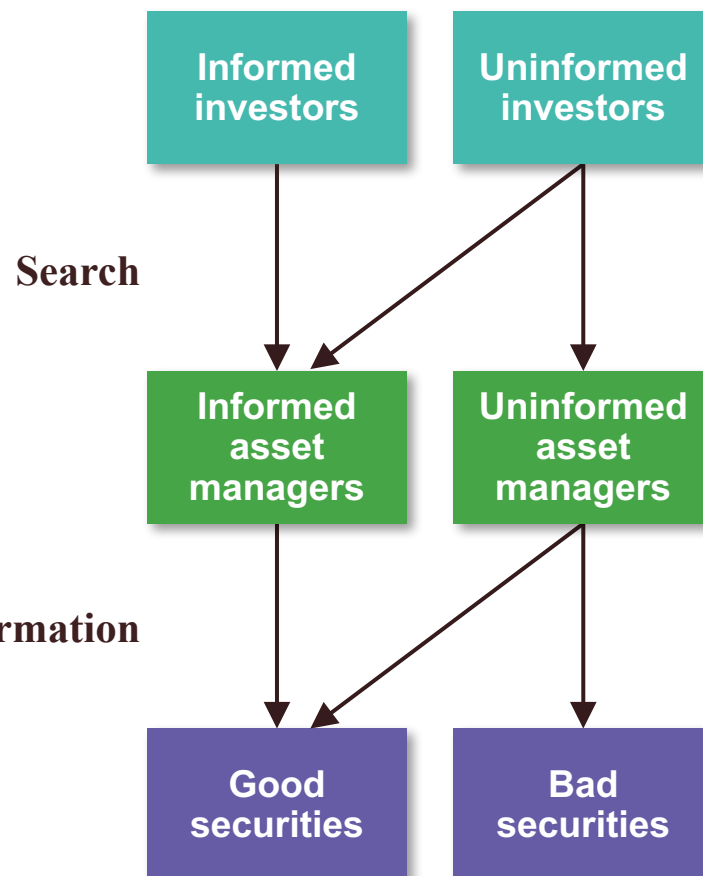 Informed
investors
Uninformed
investors
Search
Informed
asset
managers
Uninformed
asset
managers
rmation
Good
securities
Bad
securities